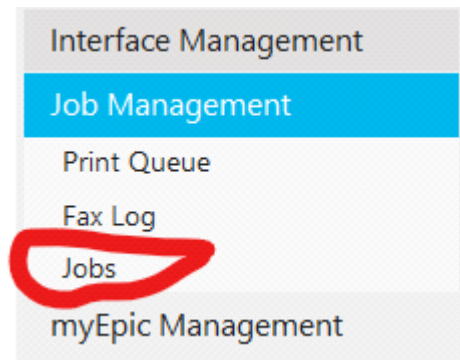 Interface Management
Job Management
Print Queue
Fax Log
Jobs
myEpic Management